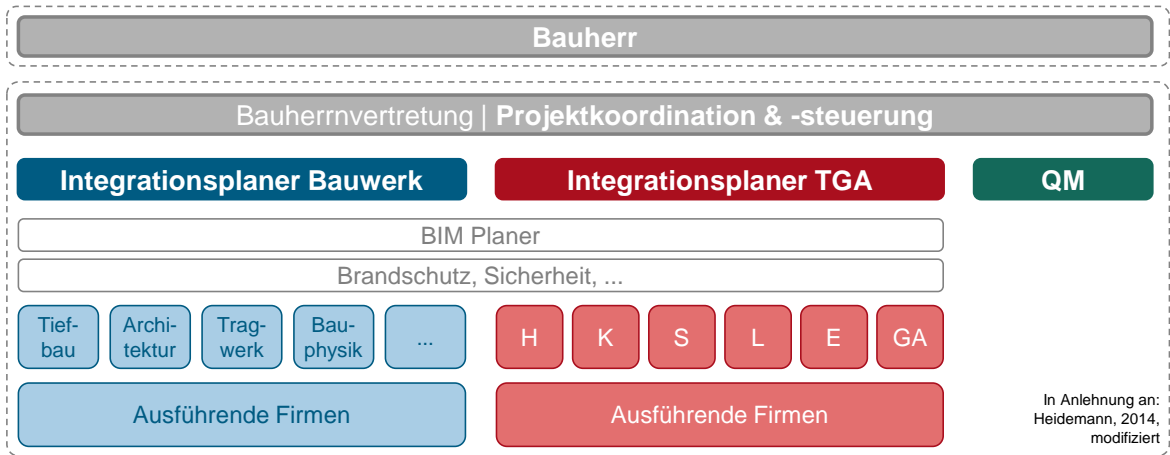 Bauherr
Bauherrnvertretung | Projektkoordination & -steuerung
Integrationsplaner Bauwerk
Integrationsplaner TGA
QM
BIM Planer
Brandschutz, Sicherheit, ...
Tief-
bau
Archi-
tektur
Trag-
werk
Bau-
physik
...
H
K
S
L
E
GA
Ausführende Firmen
Ausführende Firmen
In Anlehnung an:
Heidemann, 2014,
modifiziert